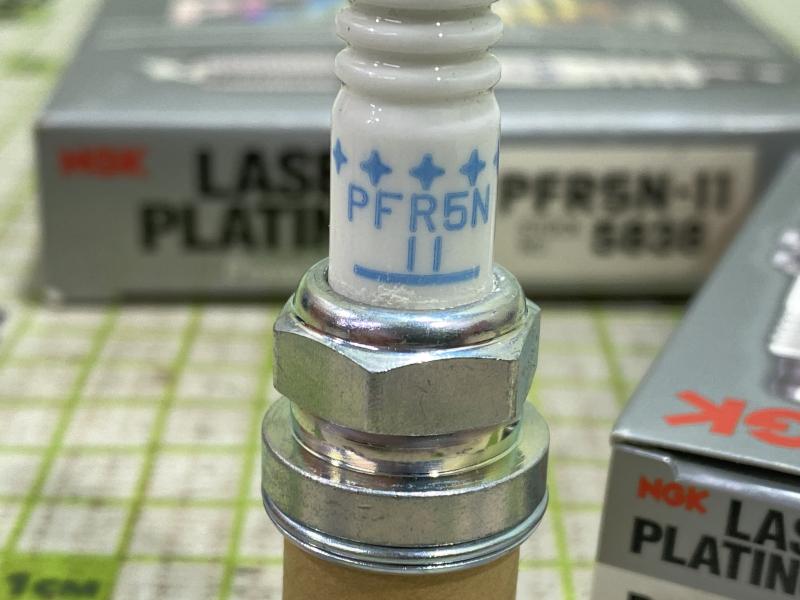 PFR5N
11
NGK
LASE
PLATIN
PFR5N-11
5838
NGK
NGK
LAS
PLATIN
1CM